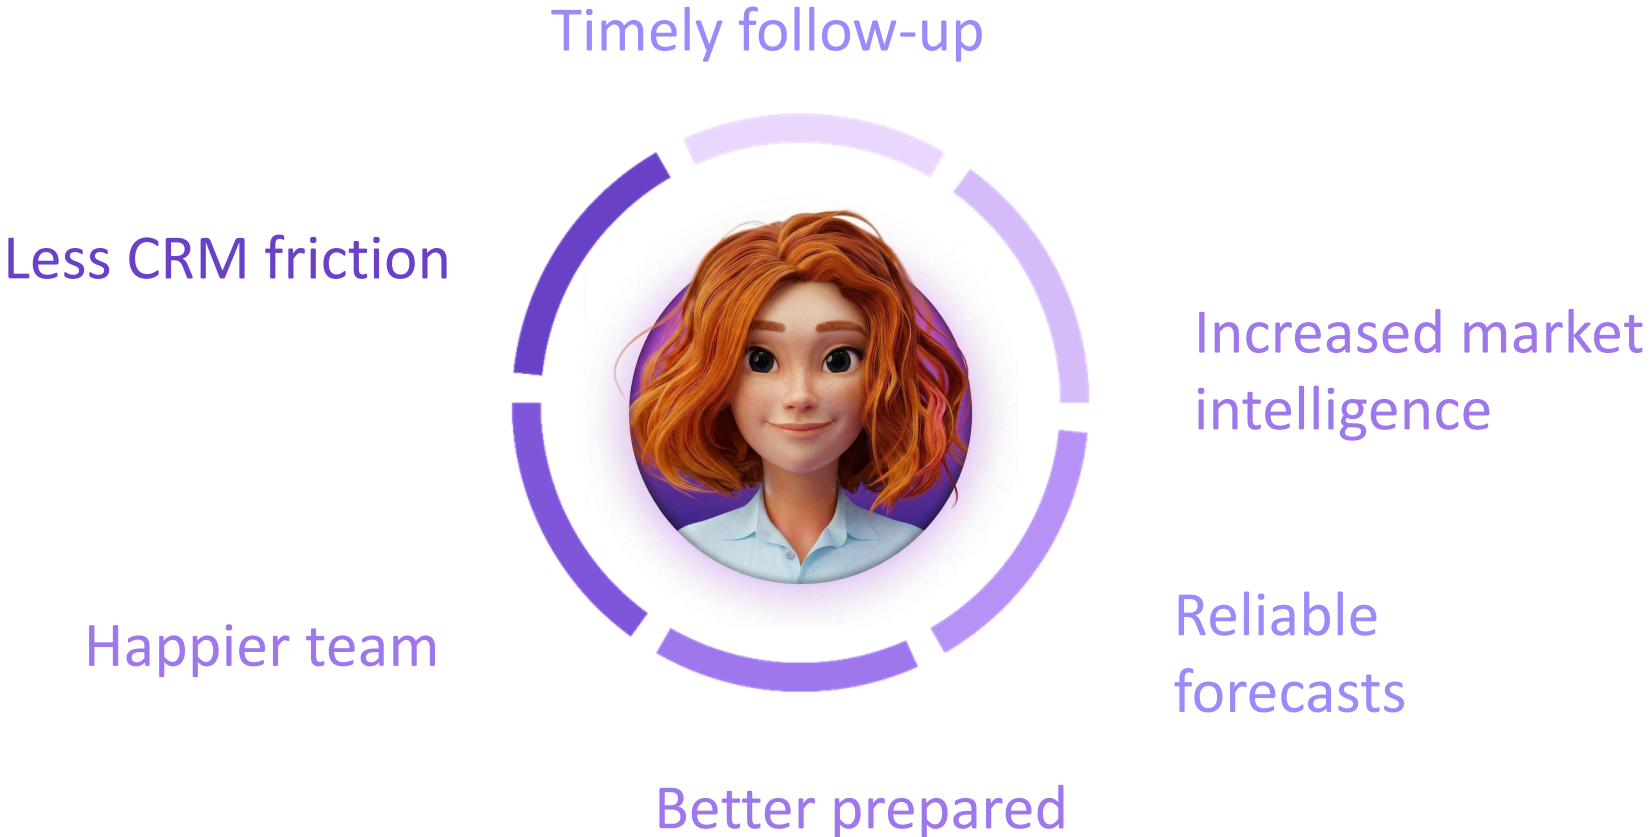 Timely follow-up
Less CRM friction
Increased market
intelligence
Reliable
forecasts
Happier team
Better prepared